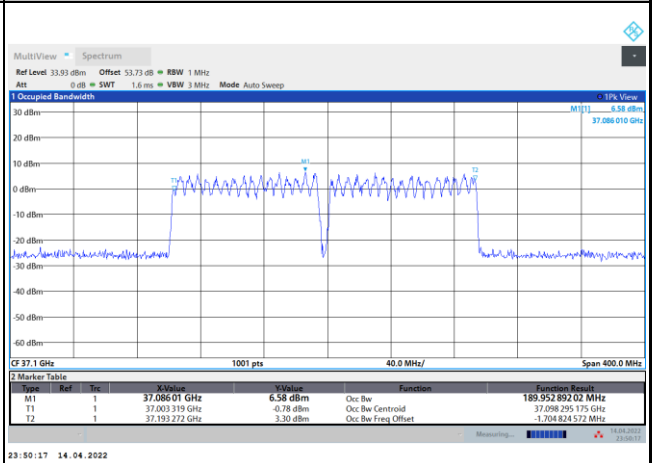 MultiView Spectrum
Ref Level 33.93 dBm Offset 53.73 dB RBW 1 MHz
Att 0 dB SWT 1.6 ms VBW 3 MHz Mode Auto Sweep
1 Occupied Bandwidth 1Pk View
M1[1] 6.58 dBm
37.086 010 GHz
30 dBm
20 dBm
10 dBm
0 dBm
-10 dBm
-20 dBm
-30 dBm
-40 dBm
-50 dBm
-60 dBm
M1
T1
T2
CF 37.1 GHz 1001 pts 40.0 MHz/ Span 400.0 MHz
2 Marker Table
Type Ref Trc X-Value Y-Value Function Function Result
M1 1 37.08601 GHz 6.58 dBm Occ Bw 189.952 892 02 MHz
T1 1 37.003 319 GHz -0.78 dBm Occ Bw Centroid 37.098 295 175 GHz
T2 1 37.193 272 GHz 3.30 dBm Occ Bw Freq Offset -1.704 824 572 MHz
Measuring... 14.04.2022
23:50:17
23:50:17 14.04.2022